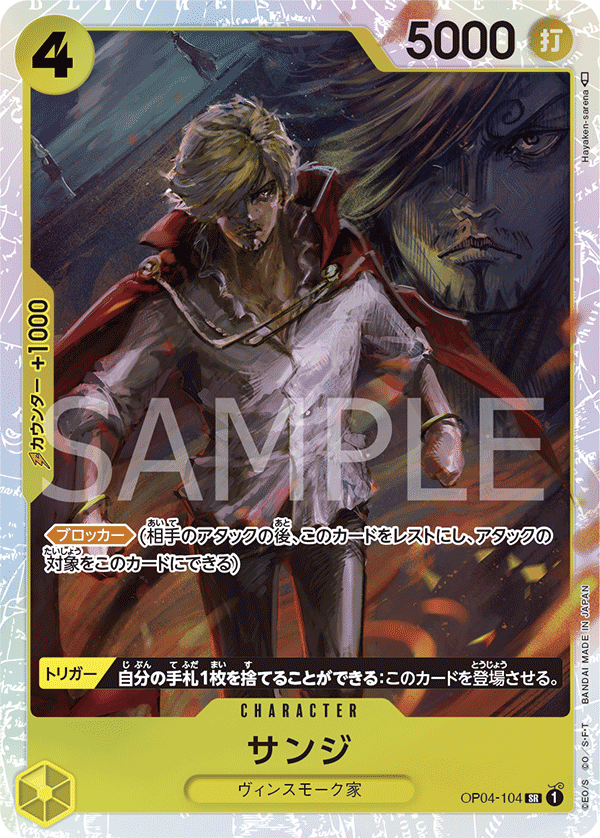 4
5000
打
Hayaken-sarena
カウンター +1000
SAMPLE
ブロッカー (相手のアタックの後、このカードをレストにし、アタックの
対象をこのカードにできる)
トリガー 自分の手札1枚を捨てることができる:このカードを登場させる。
CHARACTER
サンジ
ヴィンスモーク家
OP04-104 SR 1
©EO/S ©O/S・F・T BANDAI MADE IN JAPAN